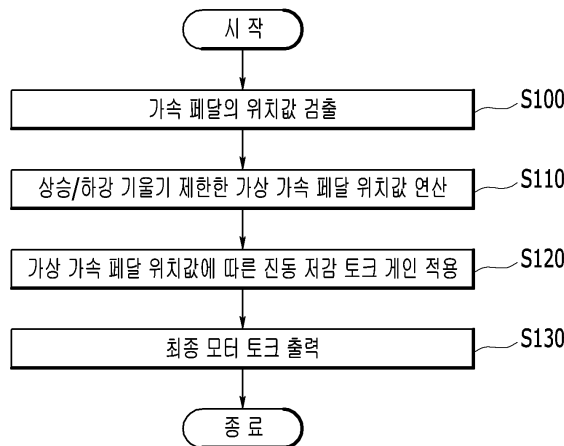 시 작
가속 페달의 위치값 검출
S100
상승/하강 기울기 제한한 가상 가속 페달 위치값 연산
S110
가상 가속 페달 위치값에 따른 진동 저감 토크 게인 적용
S120
최종 모터 토크 출력
S130
종 료